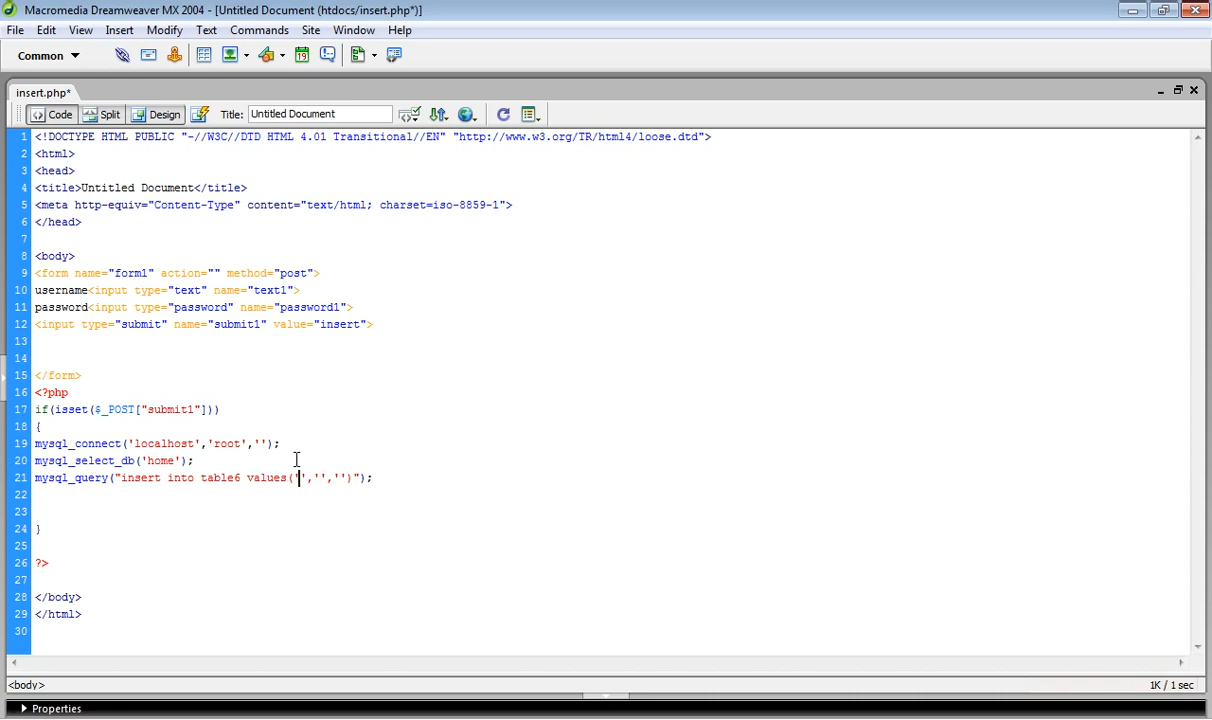 Macromedia Dreamweaver MX 2004 - [Untitled Document (htdocs/insert.php*)]
File Edit View Insert Modify Text Commands Site Window Help
Common
19
insert.php*
Code Split Design Title: Untitled Document
1 <!DOCTYPE HTML PUBLIC "-//W3C//DTD HTML 4.01 Transitional//EN" "http://www.w3.org/TR/html4/loose.dtd">
2 <html>
3 <head>
4 <title>Untitled Document</title>
5 <meta http-equiv="Content-Type" content="text/html; charset=iso-8859-1">
6 </head>
7
8 <body>
9 <form name="form1" action="" method="post">
10 username<input type="text" name="text1">
11 password<input type="password" name="password1">
12 <input type="submit" name="submit1" value="insert">
13
14
15 </form>
16 <?php
17 if(isset($_POST["submit1"]))
18 {
19 mysql_connect('localhost','root','');
20 mysql_select_db('home');
21 mysql_query("insert into table6 values('','','')");
22
23
24 }
25
26 ?>
27
28 </body>
29 </html>
30
<body>
1K / 1 sec
Properties